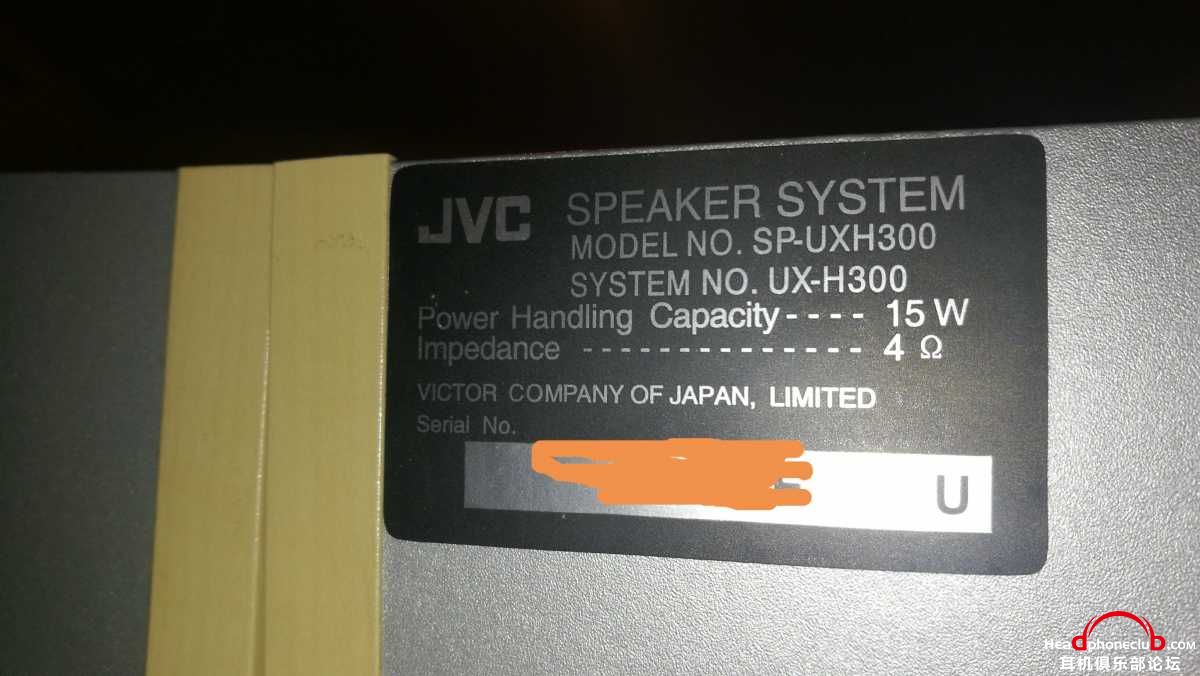 JVC SPEAKER SYSTEM
MODEL NO. SP-UXH300
SYSTEM NO. UX-H300
Power Handling Capacity ---- 15 W
Impedance --------------- 4 Ω
VICTOR COMPANY OF JAPAN, LIMITED
Serial No.
U
Headphoneclub.COM
耳机俱乐部论坛